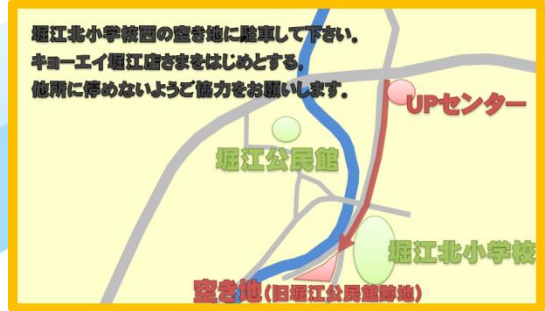 堀江北小学校西の空き地に駐車して下さい。
キョーエイ堀江店さまをはじめとする、
他所に停めないようご協力をお願いします。
UPセンター
堀江公民館
堀江北小学校
空き地(旧堀江公民館跡地)